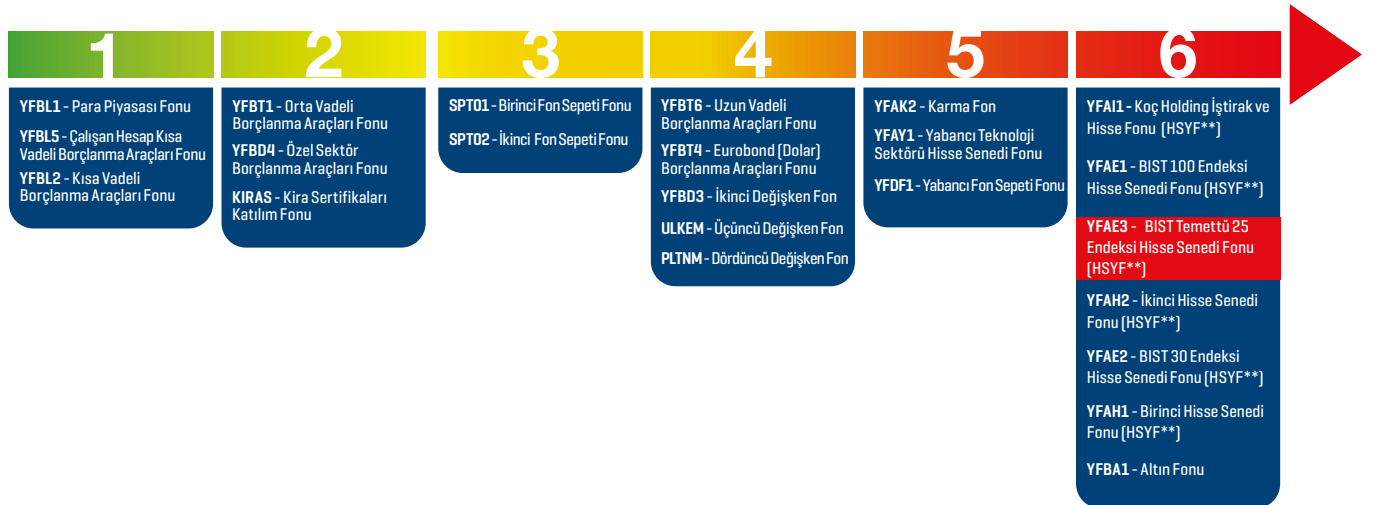 1
YFBL1 - Para Piyasası Fonu
YFBL5 - Çalışan Hesap Kısa
Vadeli Borçlanma Araçları Fonu
YFBL2 - Kısa Vadeli
Borçlanma Araçları Fonu
2
YFBT1 - Orta Vadeli
Borçlanma Araçları Fonu
YFBD4 - Özel Sektör
Borçlanma Araçları Fonu
KIRAS - Kira Sertifikaları
Katılım Fonu
3
SPT01 - Birinci Fon Sepeti Fonu
SPT02 - İkinci Fon Sepeti Fonu
4
YFBT6 - Uzun Vadeli
Borçlanma Araçları Fonu
YFBT4 - Eurobond (Dolar)
Borçlanma Araçları Fonu
YFBD3 - İkinci Değişken Fon
ULKEM - Üçüncü Değişken Fon
PLTNM - Dördüncü Değişken Fon
5
YFAK2 - Karma Fon
YFAY1 - Yabancı Teknoloji
Sektörü Hisse Senedi Fonu
YFDF1 - Yabancı Fon Sepeti Fonu
6
YFAI1 - Koç Holding İştirak ve
Hisse Fonu (HSYF**)
YFAE1 - BIST 100 Endeksi
Hisse Senedi Fonu (HSYF**)
YFAE3 - BIST Temettü 25
Endeksi Hisse Senedi Fonu
(HSYF**)
YFAH2 - İkinci Hisse Senedi
Fonu (HSYF**)
YFAE2 - BIST 30 Endeksi
Hisse Senedi Fonu (HSYF**)
YFAH1 - Birinci Hisse Senedi
Fonu (HSYF**)
YFBA1 - Altın Fonu